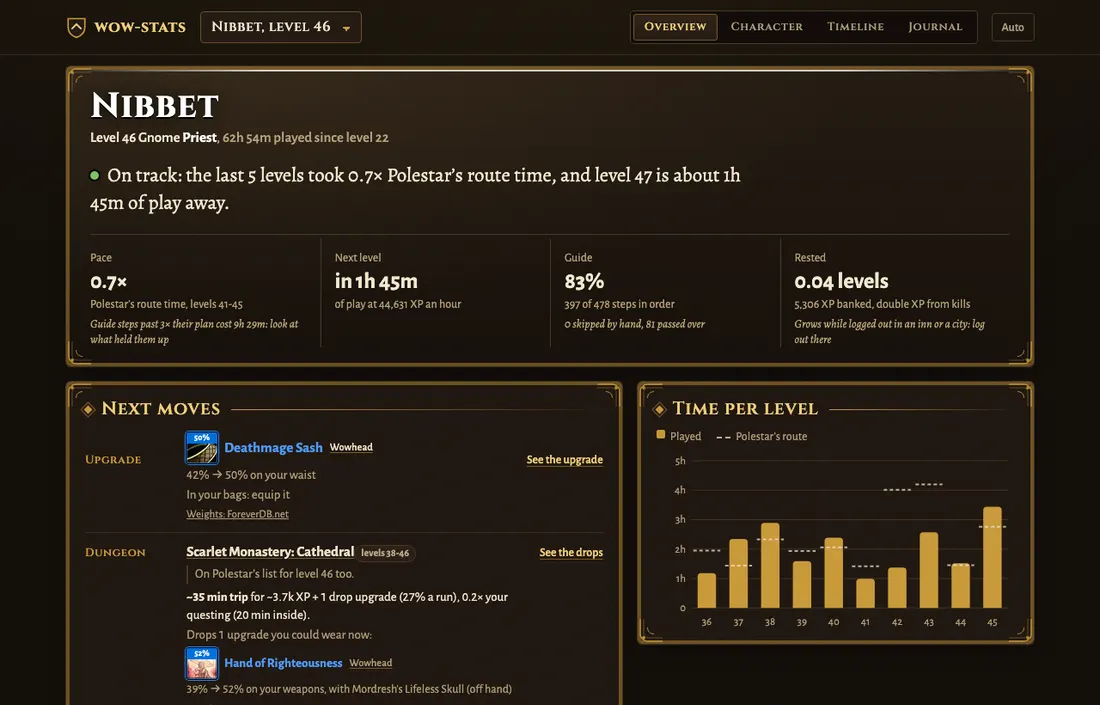 WOW-STATS
NIBBET, LEVEL 46
OVERVIEW
CHARACTER
TIMELINE
JOURNAL
Auto
NIBBET
Level 46 Gnome Priest, 62h 54m played since level 22
On track: the last 5 levels took 0.7× Polestar’s route time, and level 47 is about 1h
45m of play away.
Pace
0.7×
Polestar’s route time, levels 41-45
Guide steps past 3× their plan cost 9h 29m: look at
what held them up
Next level
in 1h 45m
of play at 44,631 XP an hour
Guide
83%
397 of 478 steps in order
0 skipped by hand, 81 passed over
Rested
0.04 levels
5,306 XP banked, double XP from kills
Grows while logged out in an inn or a city: log
out there
NEXT MOVES
UPGRADE
50%
Deathmage Sash Wowhead
42% → 50% on your waist
In your bags: equip it
Weights: ForeverDB.net
See the upgrade
DUNGEON
Scarlet Monastery: Cathedral levels 38-46
See the drops
On Polestar's list for level 46 too.
~35 min trip for ~3.7k XP + 1 drop upgrade (27% a run), 0.2× your
questing (20 min inside).
Drops 1 upgrade you could wear now:
52%
Hand of Righteousness Wowhead
39% → 52% on your weapons, with Mordresh's Lifeless Skull (off hand)
TIME PER LEVEL
Played
Polestar's route
5h
4h
3h
2h
1h
0
36 37 38 39 40 41 42 43 44 45